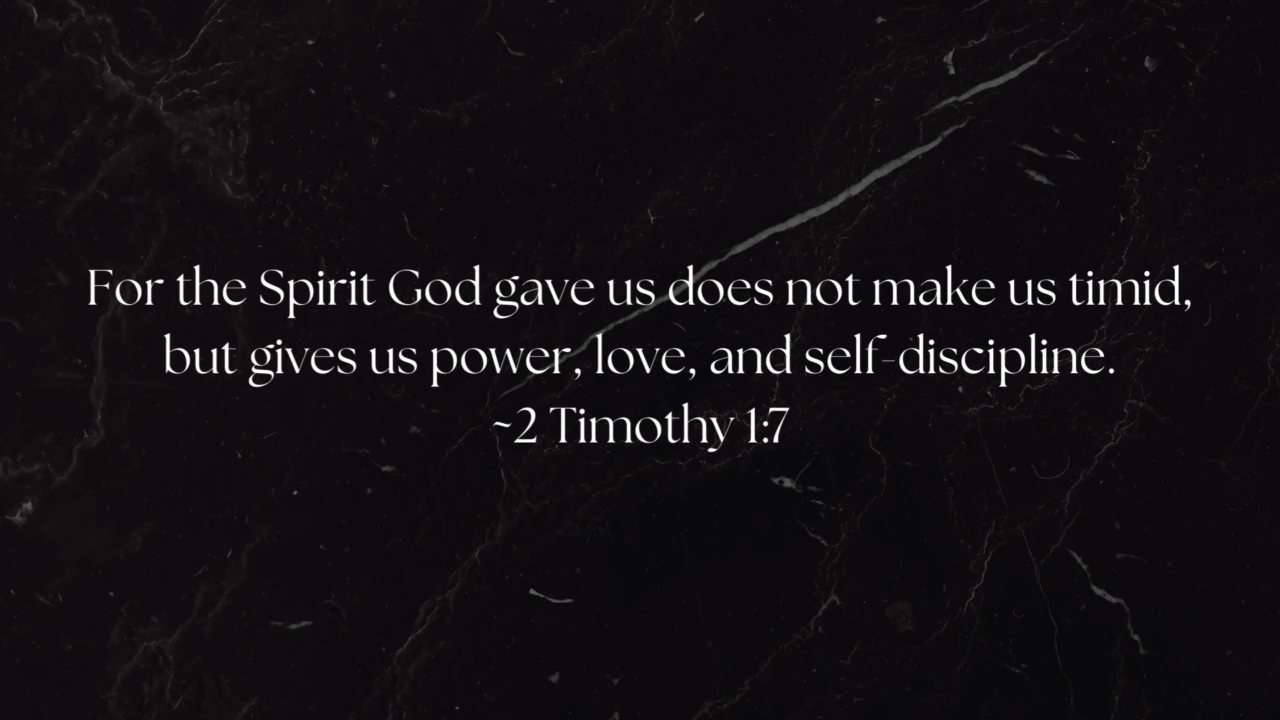 For the Spirit God gave us does not make us timid,
but gives us power, love, and self-discipline.
~2 Timothy 1:7